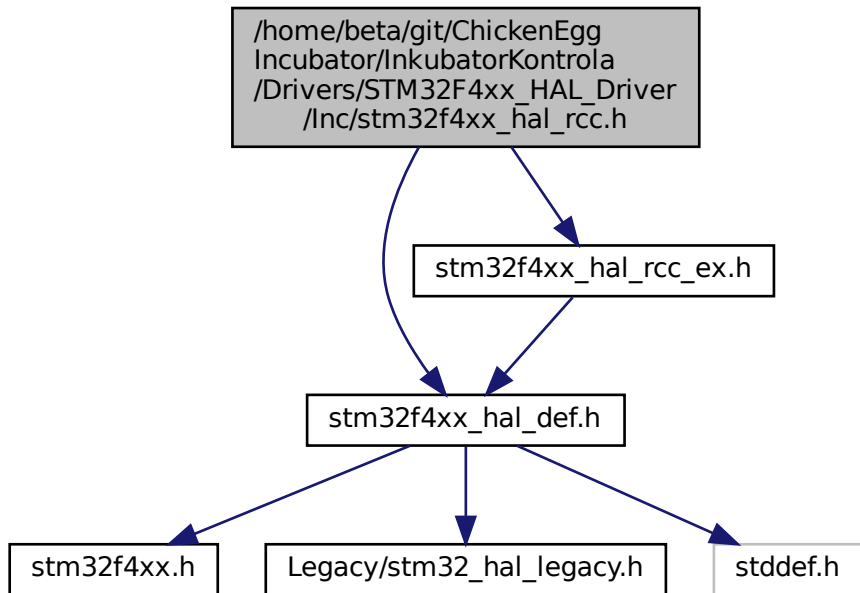 /home/beta/git/ChickenEgg
Incubator/InkubatorKontrola
/Drivers/STM32F4xx_HAL_Driver
/Inc/stm32f4xx_hal_rcc.h
stm32f4xx_hal_rcc_ex.h
stm32f4xx_hal_def.h
stm32f4xx.h
Legacy/stm32_hal_legacy.h
stddef.h